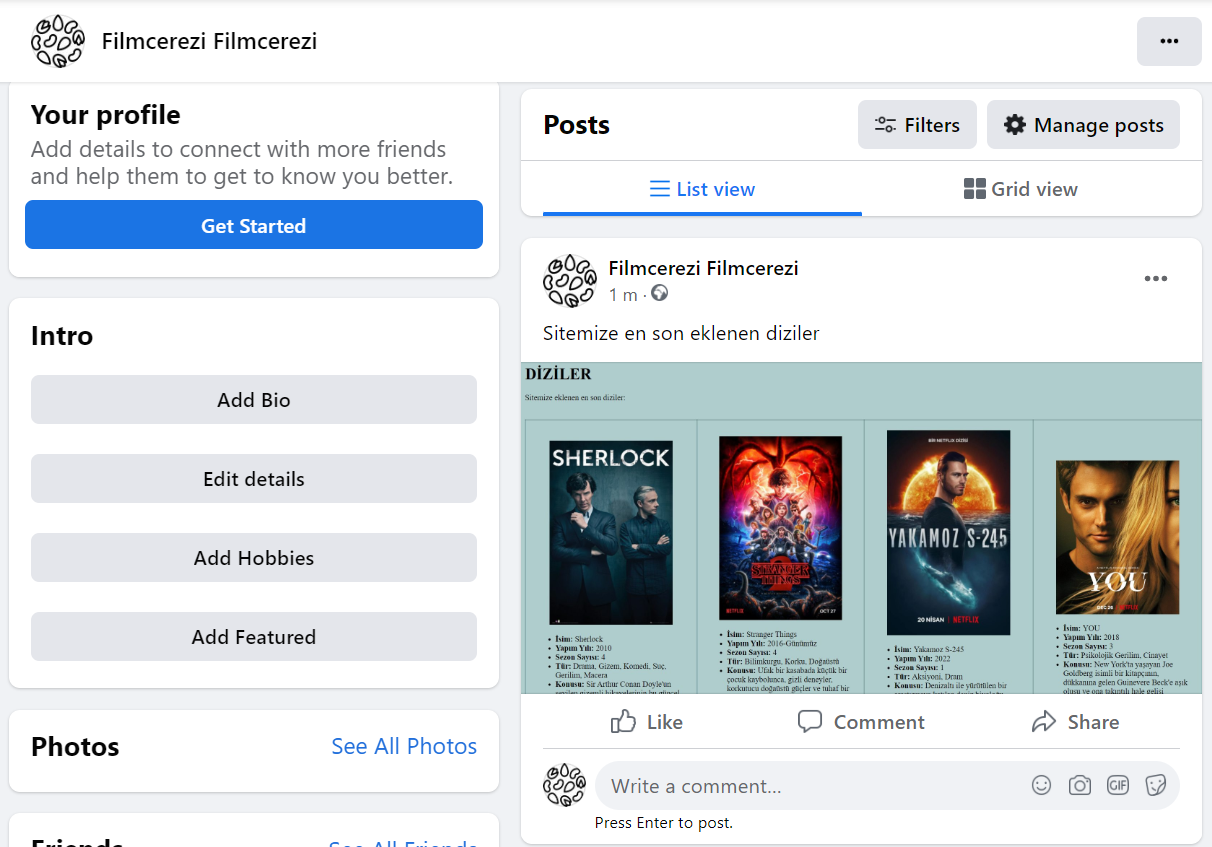 Filmcerezi Filmcerezi
Your profile
Add details to connect with more friends
and help them to get to know you better.
Get Started
Intro
Add Bio
Edit details
Add Hobbies
Add Featured
Photos
See All Photos
Friends
See All Friends
Posts
Filters
Manage posts
List view
Grid view
Filmcerezi Filmcerezi
1 m ·
Sitemize en son eklenen diziler
DİZİLER
Sitemize eklenen en son diziler:
SHERLOCK
İsim: Sherlock
Yapım Yılı: 2010
Sezon Sayısı: 4
Tür: Drama, Gizem, Komedi, Suç,
Gerilim, Macera
Konusu: Sir Arthur Conan Doyle'un
STRANGER
THINGS
2
NETFLIX
OCT 27
İsim: Stranger Things
Yapım Yılı: 2016-Günümüz
Sezon Sayısı: 4
Tür: Bilimkurgu, Korku, Doğaüstü
Konusu: Ufak bir kasabada küçük bir
çocuk kaybolunca, gizli deneyler,
korkutucu doğaüstü güçler ve tuhaf bir
BİR NETFLIX DİZİSİ
YAKAMOZ S-245
20 NİSAN | NETFLIX
İsim: Yakamoz S-245
Yapım Yılı: 2022
Sezon Sayısı: 1
Tür: Aksiyoni, Dram
Konusu: Denizaltı ile yürütülen bir
YOU
DEC 26
NETFLIX
İsim: YOU
Yapım Yılı: 2018
Sezon Sayısı: 3
Tür: Psikolojik Gerilim, Cinayet
Konusu: New York'ta yaşayan Joe
Goldberg isimli bir kitapçının,
dükkanına gelen Guinevere Beck'e aşık
oluşu ve ona takıntılı hale gelişi
Like
Comment
Share
Write a comment...
GIF
Press Enter to post.